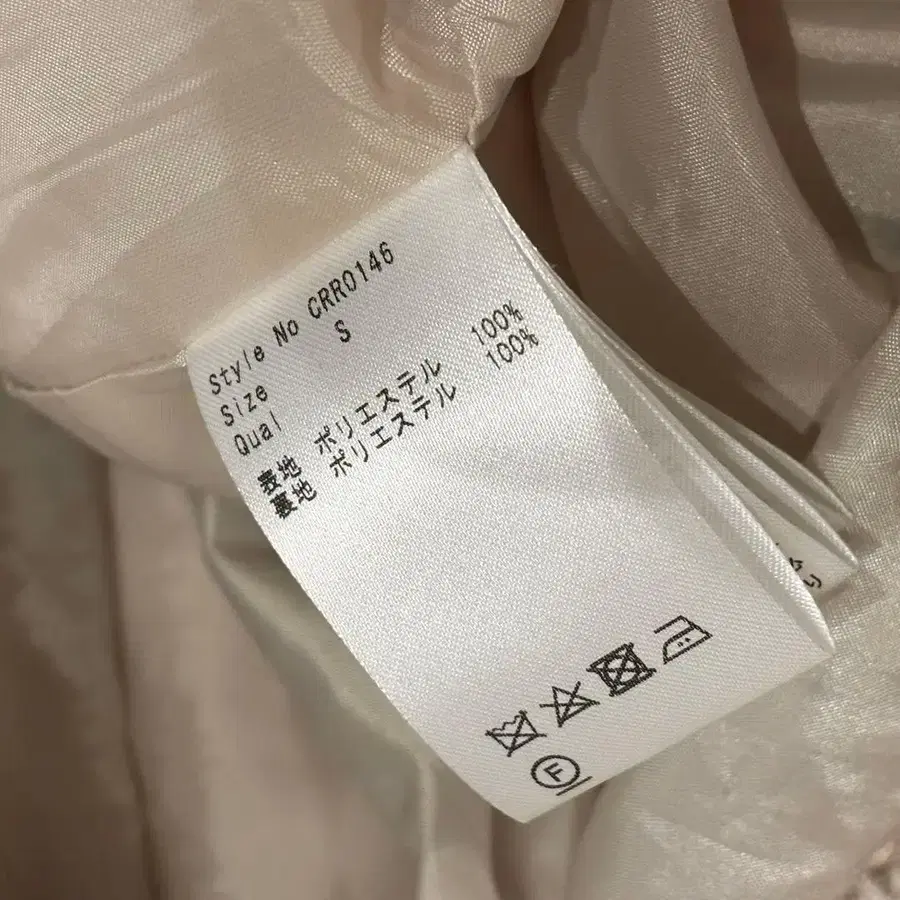 Style No CRR0146
Size S
Qual
表地 ポリエステル 100%
裏地 ポリエステル 100%
F